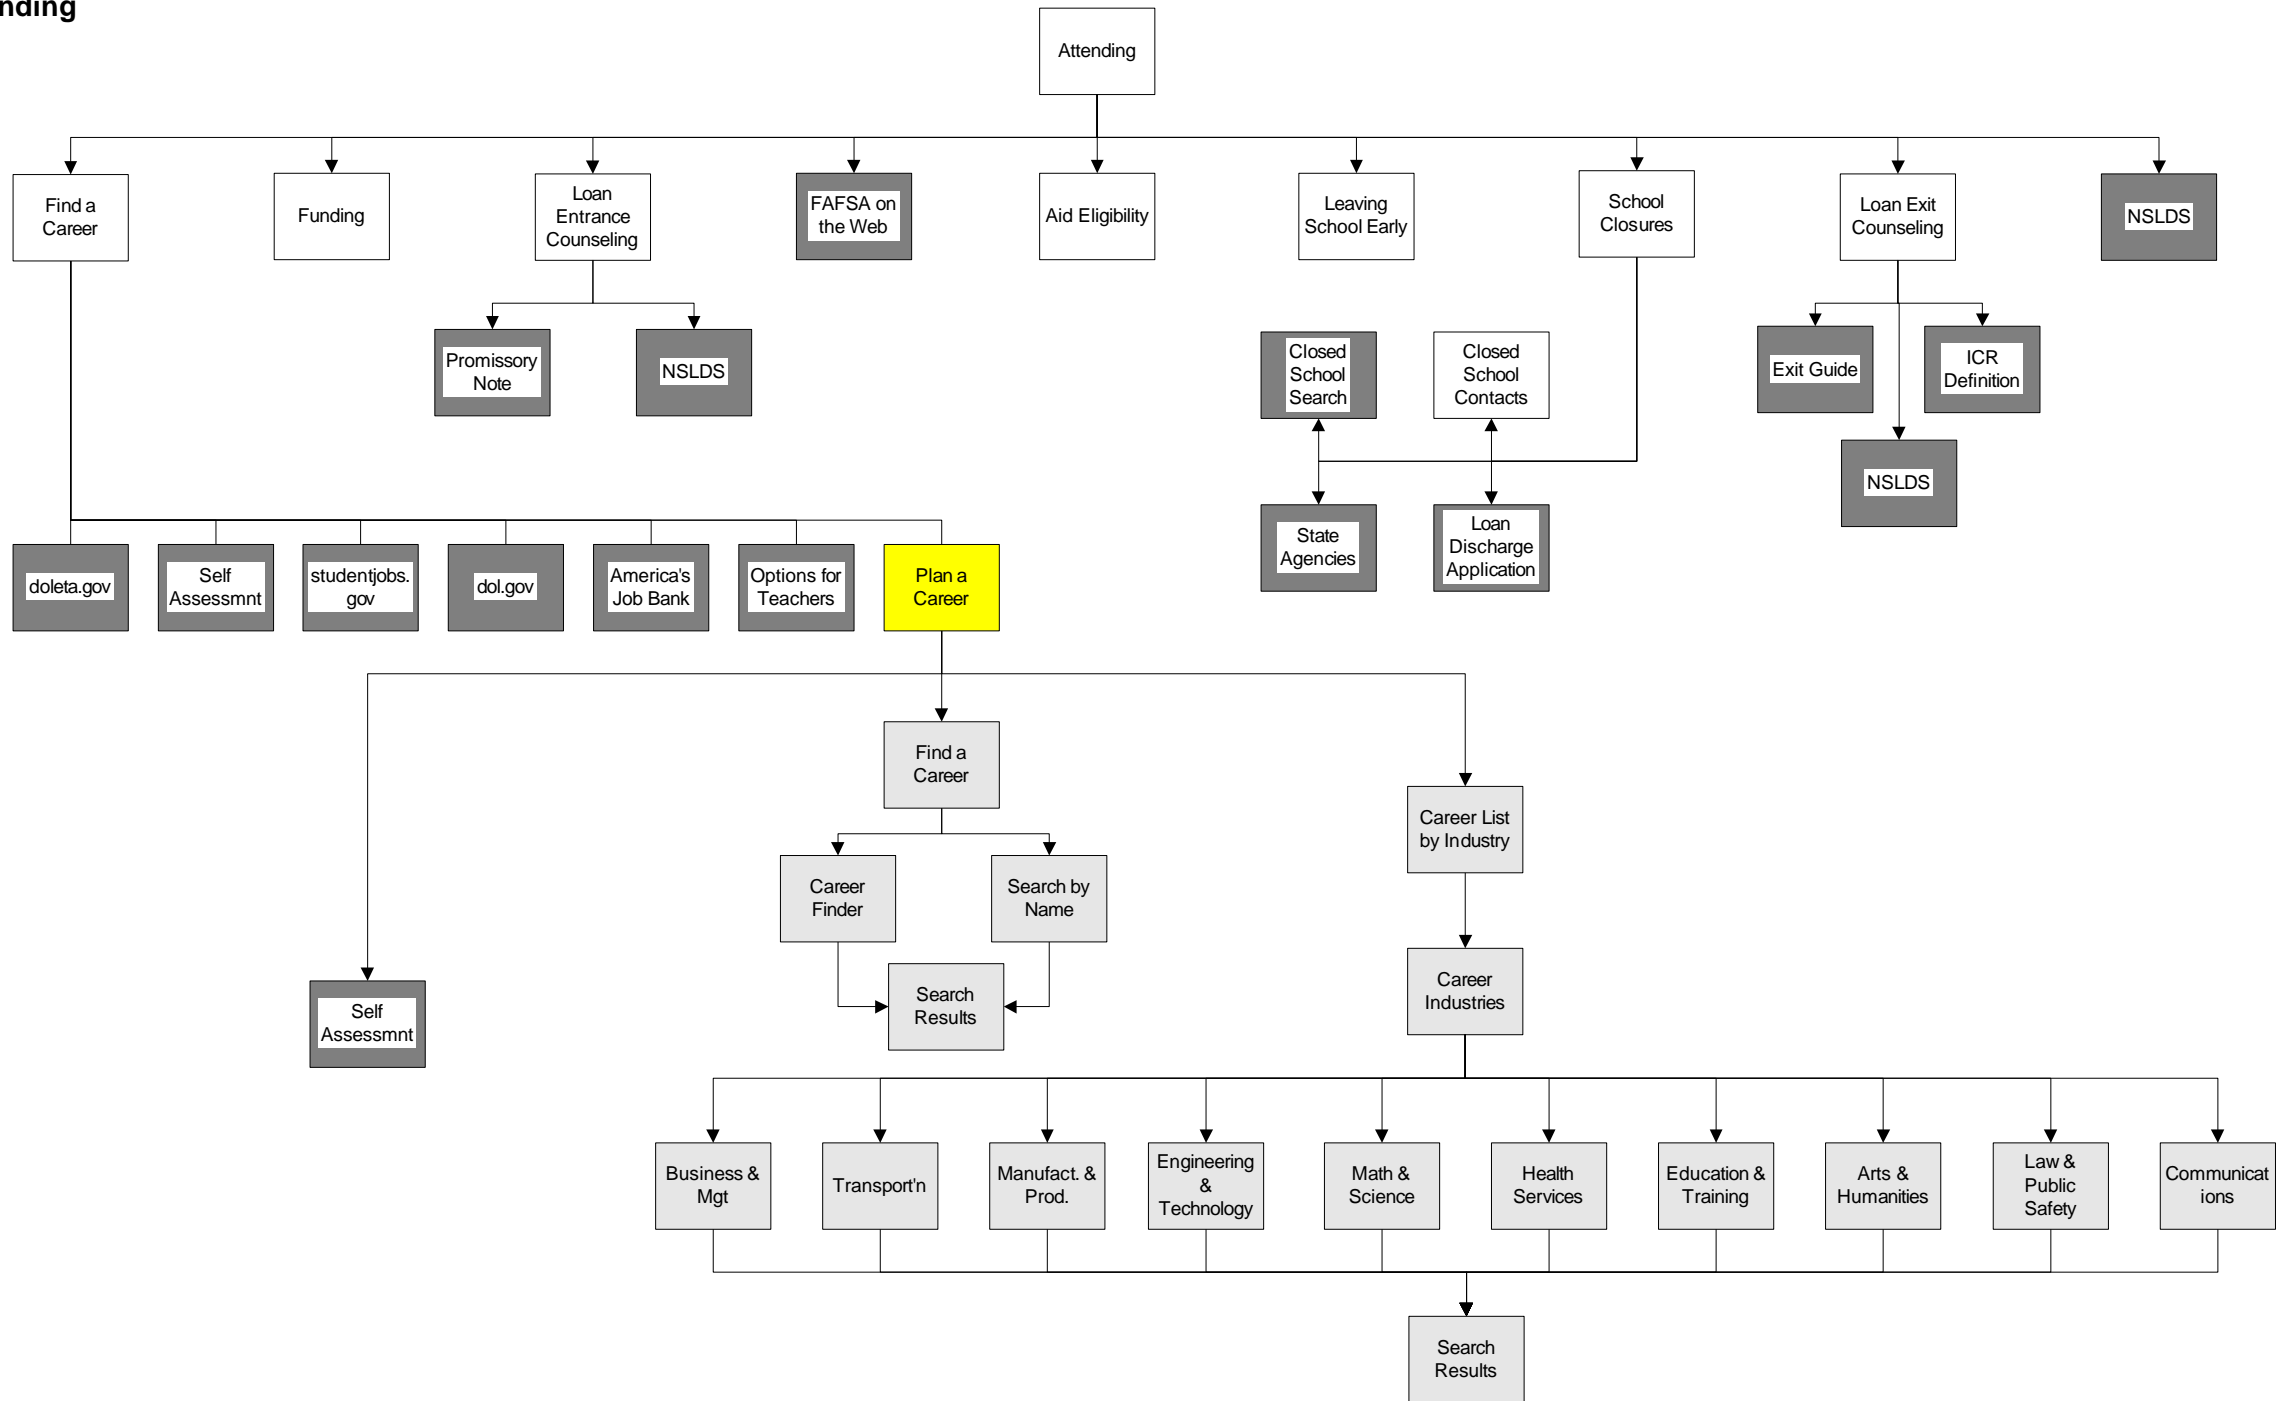 nding
Attending
Find a
Career
Funding
Loan
Entrance
Counseling
FAFSA on
the Web
Aid Eligibility
Leaving
School Early
School
Closures
Loan Exit
Counseling
NSLDS
Promissory
Note
NSLDS
Closed
School
Search
Closed
School
Contacts
Exit Guide
ICR
Definition
NSLDS
State
Agencies
Loan
Discharge
Application
doleta.gov
Self
Assessmnt
studentjobs.
gov
dol.gov
America's
Job Bank
Options for
Teachers
Plan a
Career
Find a
Career
Career List
by Industry
Career
Finder
Search by
Name
Search
Results
Career
Industries
Self
Assessmnt
Business &
Mgt
Transport'n
Manufact. &
Prod.
Engineering
&
Technology
Math &
Science
Health
Services
Education &
Training
Arts &
Humanities
Law &
Public
Safety
Communicat
ions
Search
Results